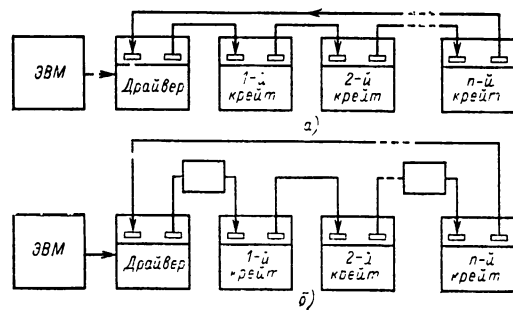 ЭВМ
Драйвер
1-й
крейт
2-й
крейт
п-й
крейт
а)
ЭВМ
Драйвер
1-й
крейт
2-й
крейт
п-й
крейт
б)